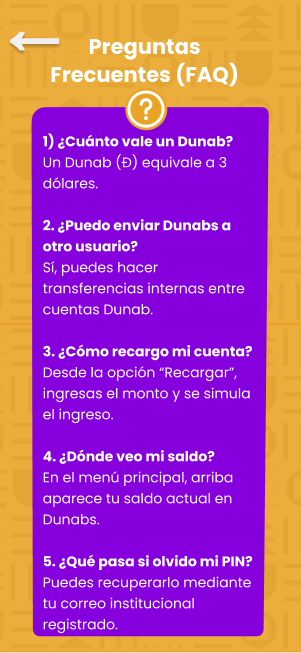 Preguntas
Frecuentes (FAQ)
?
1) ¿Cuánto vale un Dunab?
Un Dunab (Đ) equivale a 3
dólares.
2. ¿Puedo enviar Dunabs a
otro usuario?
Sí, puedes hacer
transferencias internas entre
cuentas Dunab.
3. ¿Cómo recargo mi cuenta?
Desde la opción “Recargar”,
ingresas el monto y se simula
el ingreso.
4. ¿Dónde veo mi saldo?
En el menú principal, arriba
aparece tu saldo actual en
Dunabs.
5. ¿Qué pasa si olvido mi PIN?
Puedes recuperarlo mediante
tu correo institucional
registrado.